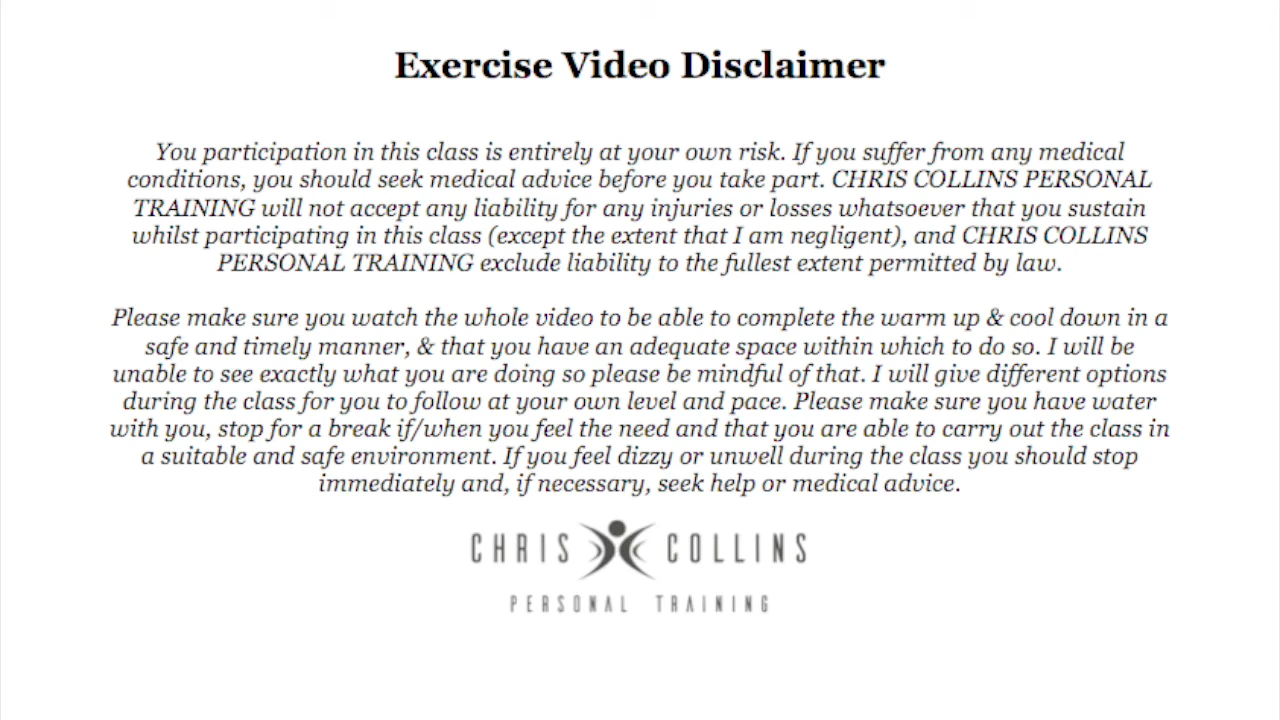 Exercise Video Disclaimer
You participation in this class is entirely at your own risk. If you suffer from any medical
conditions, you should seek medical advice before you take part. CHRIS COLLINS PERSONAL
TRAINING will not accept any liability for any injuries or losses whatsoever that you sustain
whilst participating in this class (except the extent that I am negligent), and CHRIS COLLINS
PERSONAL TRAINING exclude liability to the fullest extent permitted by law.
Please make sure you watch the whole video to be able to complete the warm up & cool down in a
safe and timely manner, & that you have an adequate space within which to do so. I will be
unable to see exactly what you are doing so please be mindful of that. I will give different options
during the class for you to follow at your own level and pace. Please make sure you have water
with you, stop for a break if/when you feel the need and that you are able to carry out the class in
a suitable and safe environment. If you feel dizzy or unwell during the class you should stop
immediately and, if necessary, seek help or medical advice.
CHRIS COLLINS
PERSONAL TRAINING